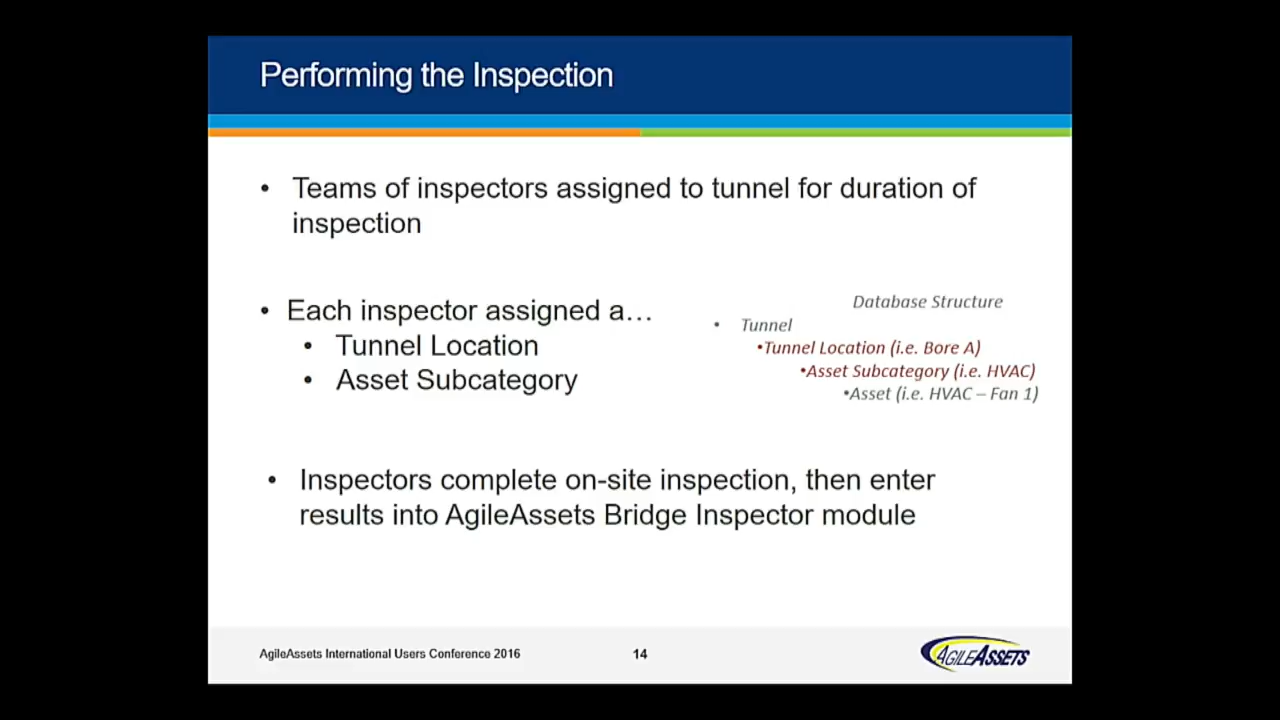 Performing the Inspection
• Teams of inspectors assigned to tunnel for duration of
inspection
• Each inspector assigned a…
• Tunnel Location
• Asset Subcategory
Database Structure
• Tunnel
•Tunnel Location (i.e. Bore A)
•Asset Subcategory (i.e. HVAC)
•Asset (i.e. HVAC – Fan 1)
• Inspectors complete on-site inspection, then enter
results into AgileAssets Bridge Inspector module
AgileAssets International Users Conference 2016
14
AGILEASSETS